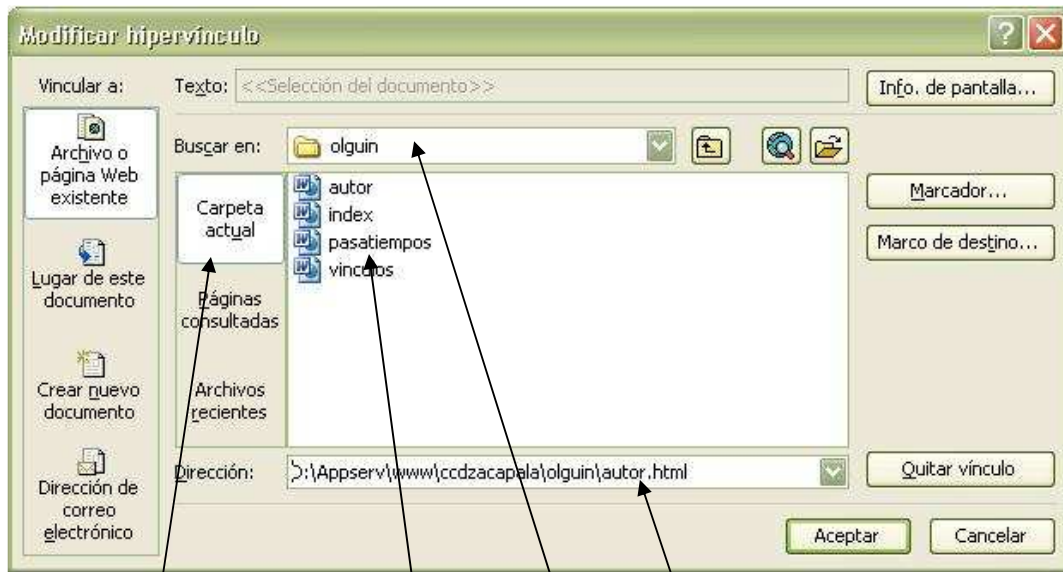 Modificar hipervínculo
Vincular a:
Texto: <<Selección del documento>>
Info. de pantalla...
Archivo o
página Web
existente
Lugar de este
documento
Crear nuevo
documento
Dirección de
correo
electrónico
Buscar en:
olguin
Carpeta
actual
Páginas
consultadas
Archivos
recientes
autor
index
pasatiempos
vinculos
Marcador...
Marco de destino...
Dirección:
:\Appserv\www\ccdzacapala\olguin\autor.html
Quitar vínculo
Aceptar
Cancelar